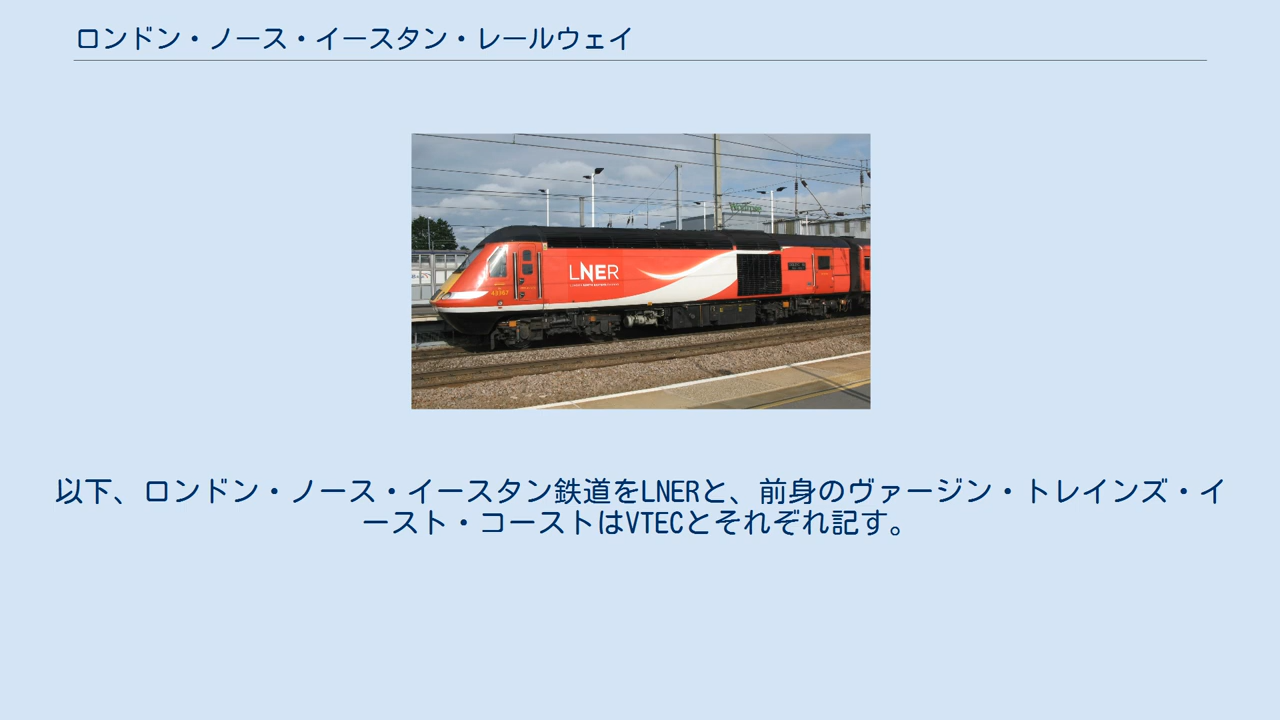 ロンドン・ノース・イースタン・レールウェイ
LNER
43367
以下、ロンドン・ノース・イースタン鉄道をLNERと、前身のヴァージン・トレインズ・イ
ースト・コーストはVTECとそれぞれ記す。